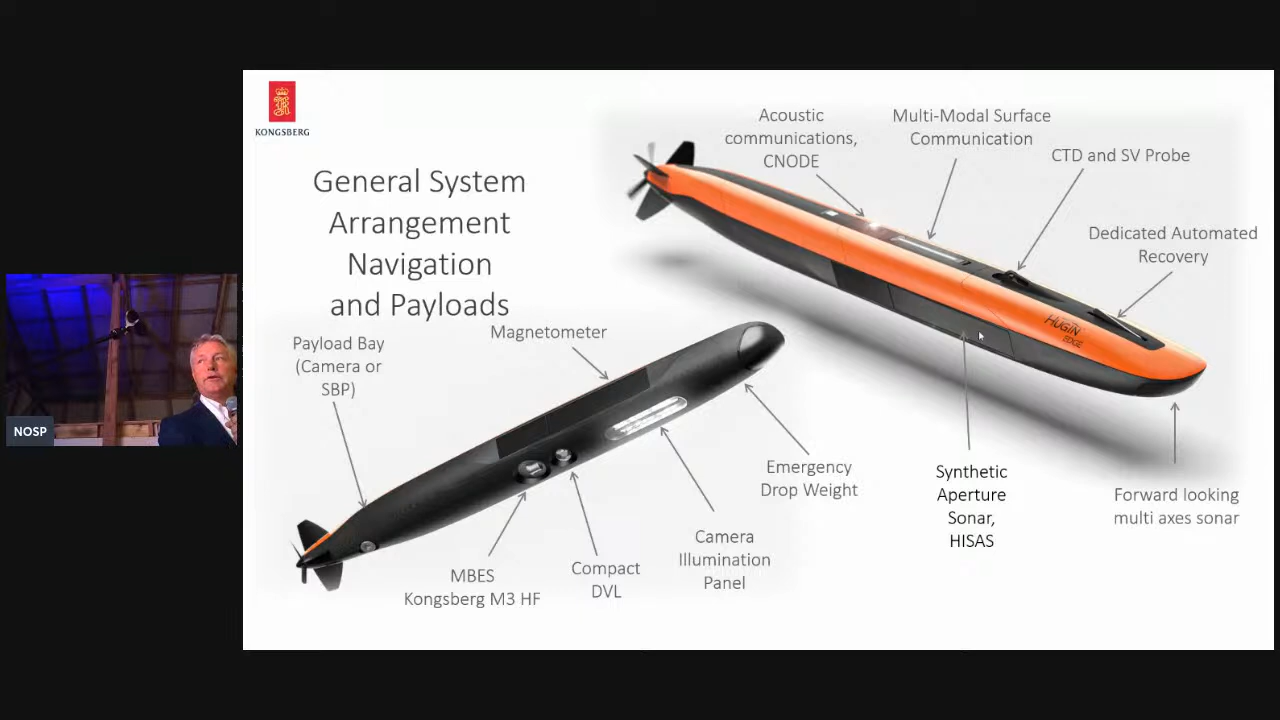 KONGSBERG
General System
Arrangement
Navigation
and Payloads
Acoustic
communications,
CNODE
Multi-Modal Surface
Communication
CTD and SV Probe
Dedicated Automated
Recovery
HUGIN
EDGE
Payload Bay
(Camera or
SBP)
Magnetometer
Emergency
Drop Weight
Synthetic
Aperture
Sonar,
HISAS
Forward looking
multi axes sonar
Camera
Illumination
Panel
Compact
DVL
MBES
Kongsberg M3 HF
NOSP